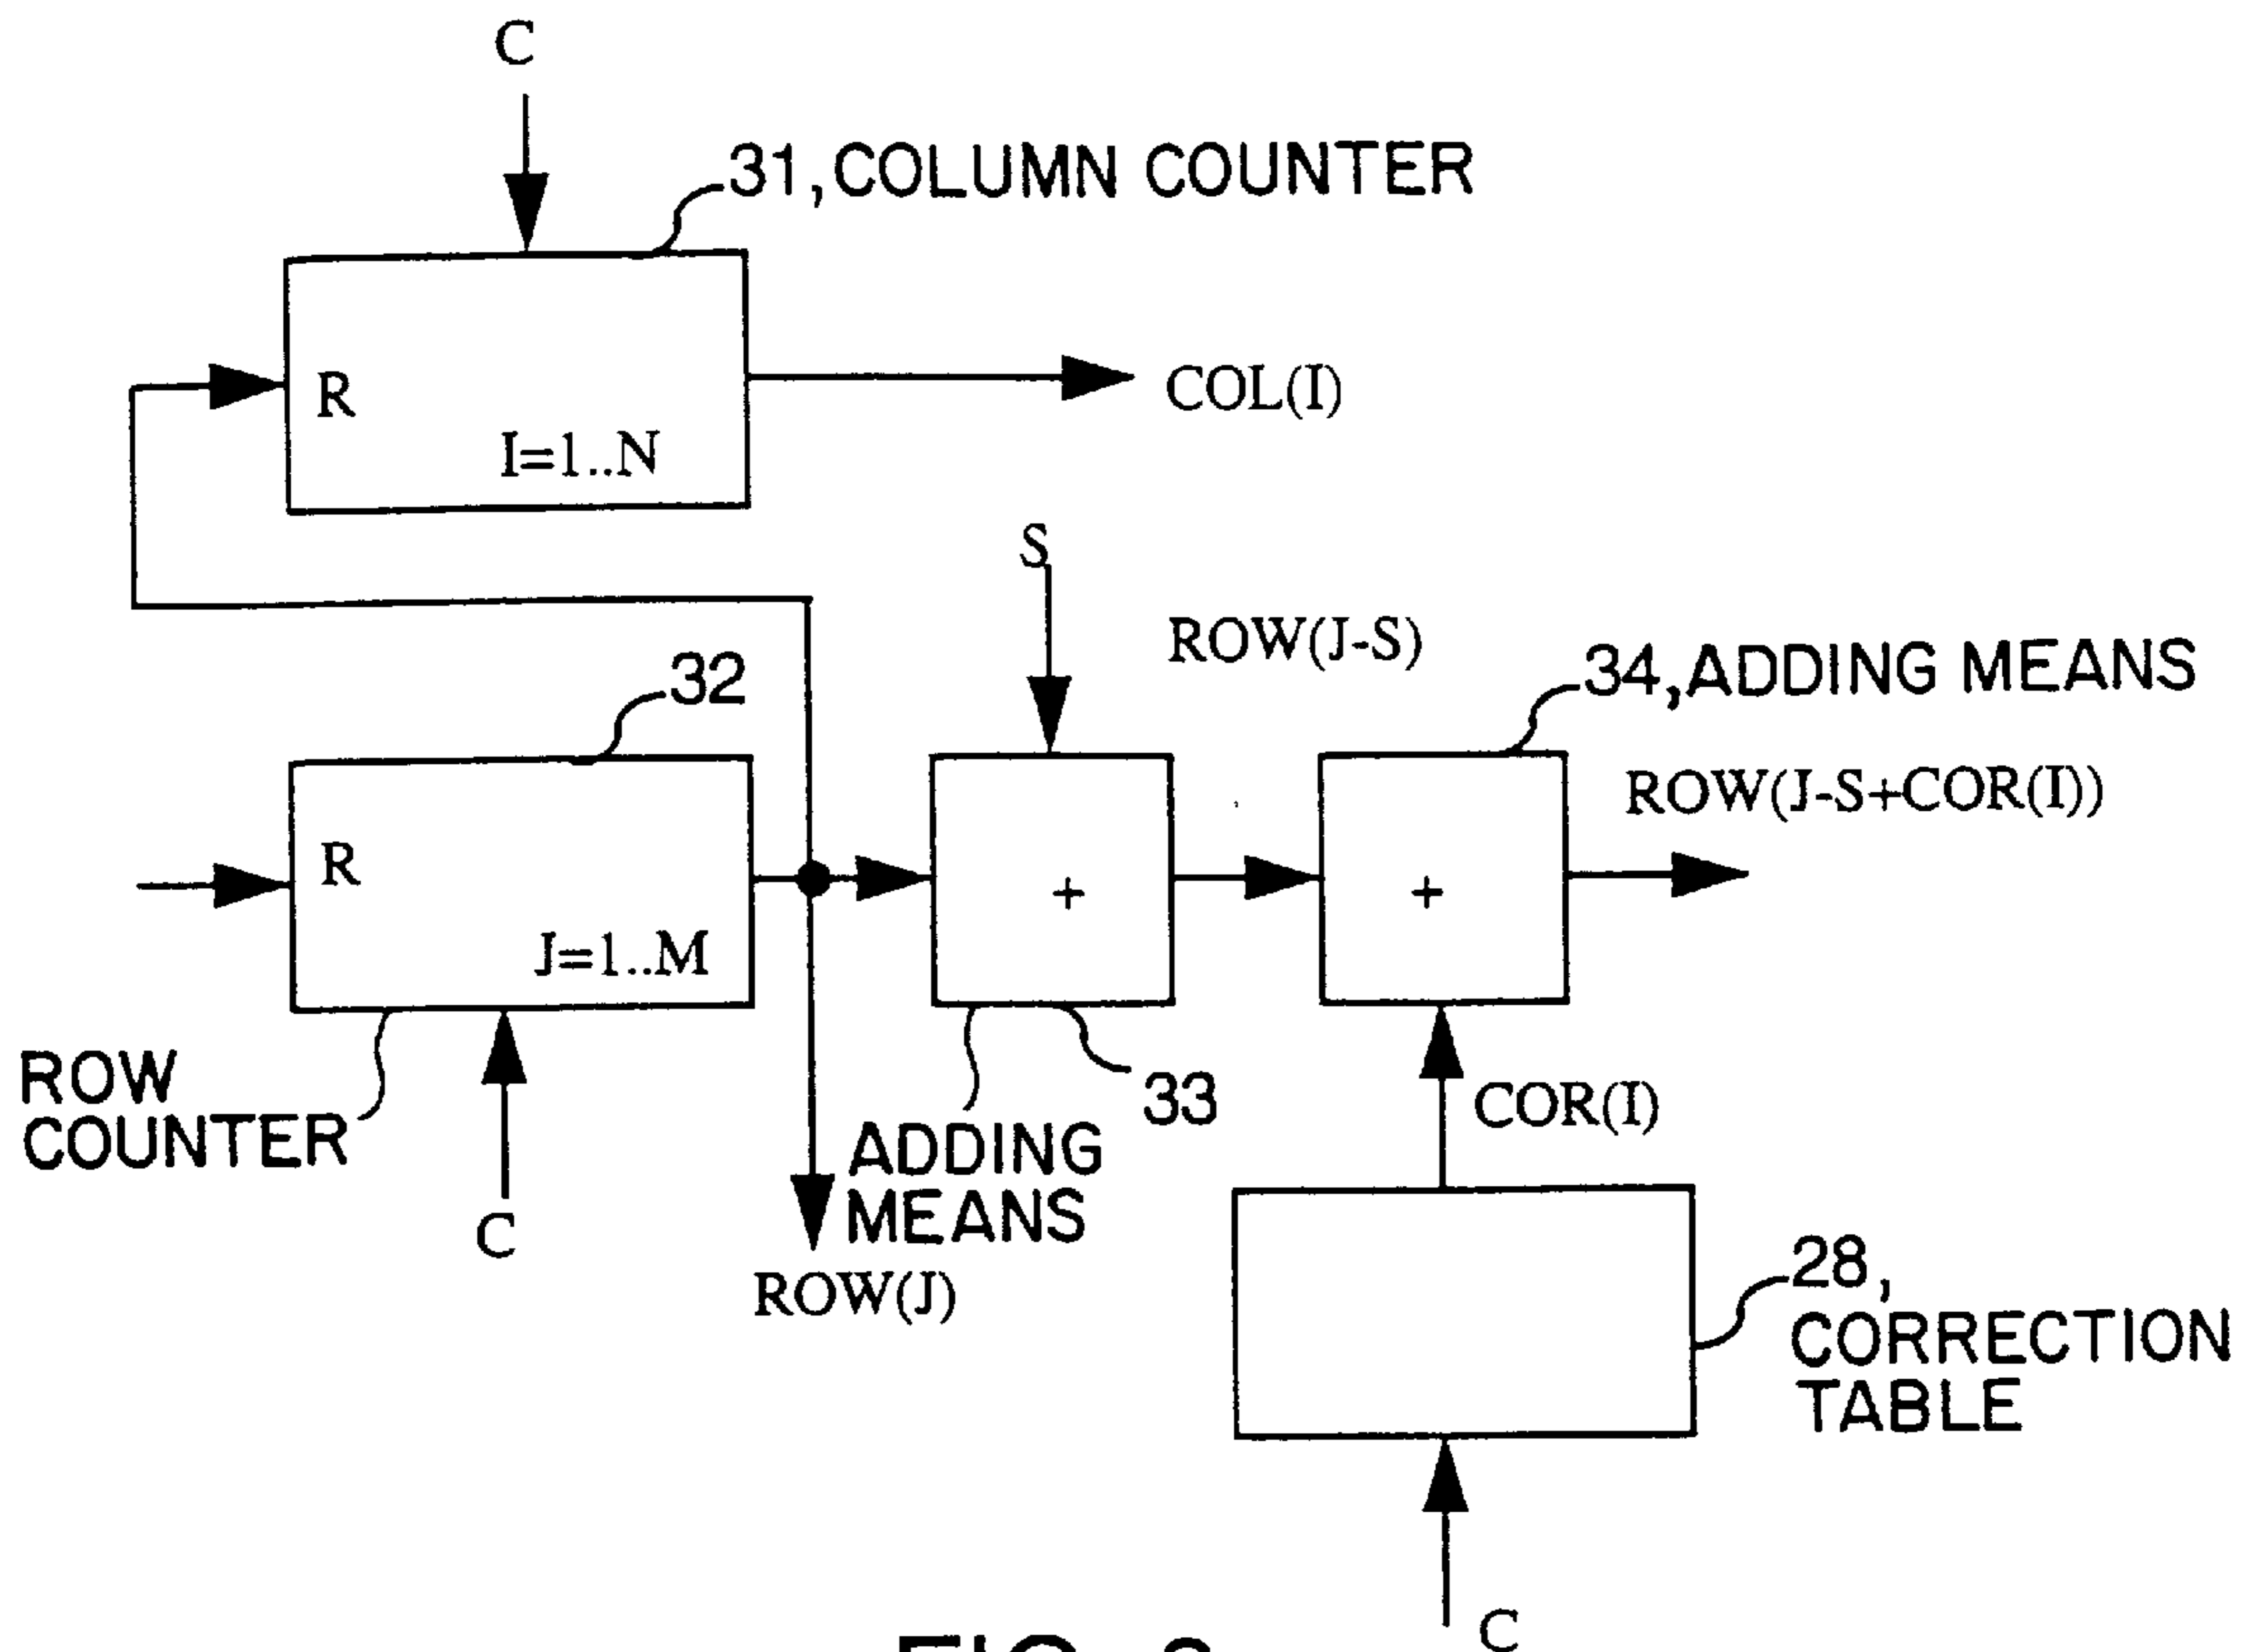 C
31, COLUMN COUNTER
R
COL(I)
I=1..N
S
ROW(J-S)
32
34, ADDING MEANS
ROW(J-S+COR(I))
R
+
+
J=1..M
ROW
COUNTER
33
COR(I)
ADDING
MEANS
C
ROW(J)
28,
CORRECTION
TABLE
C